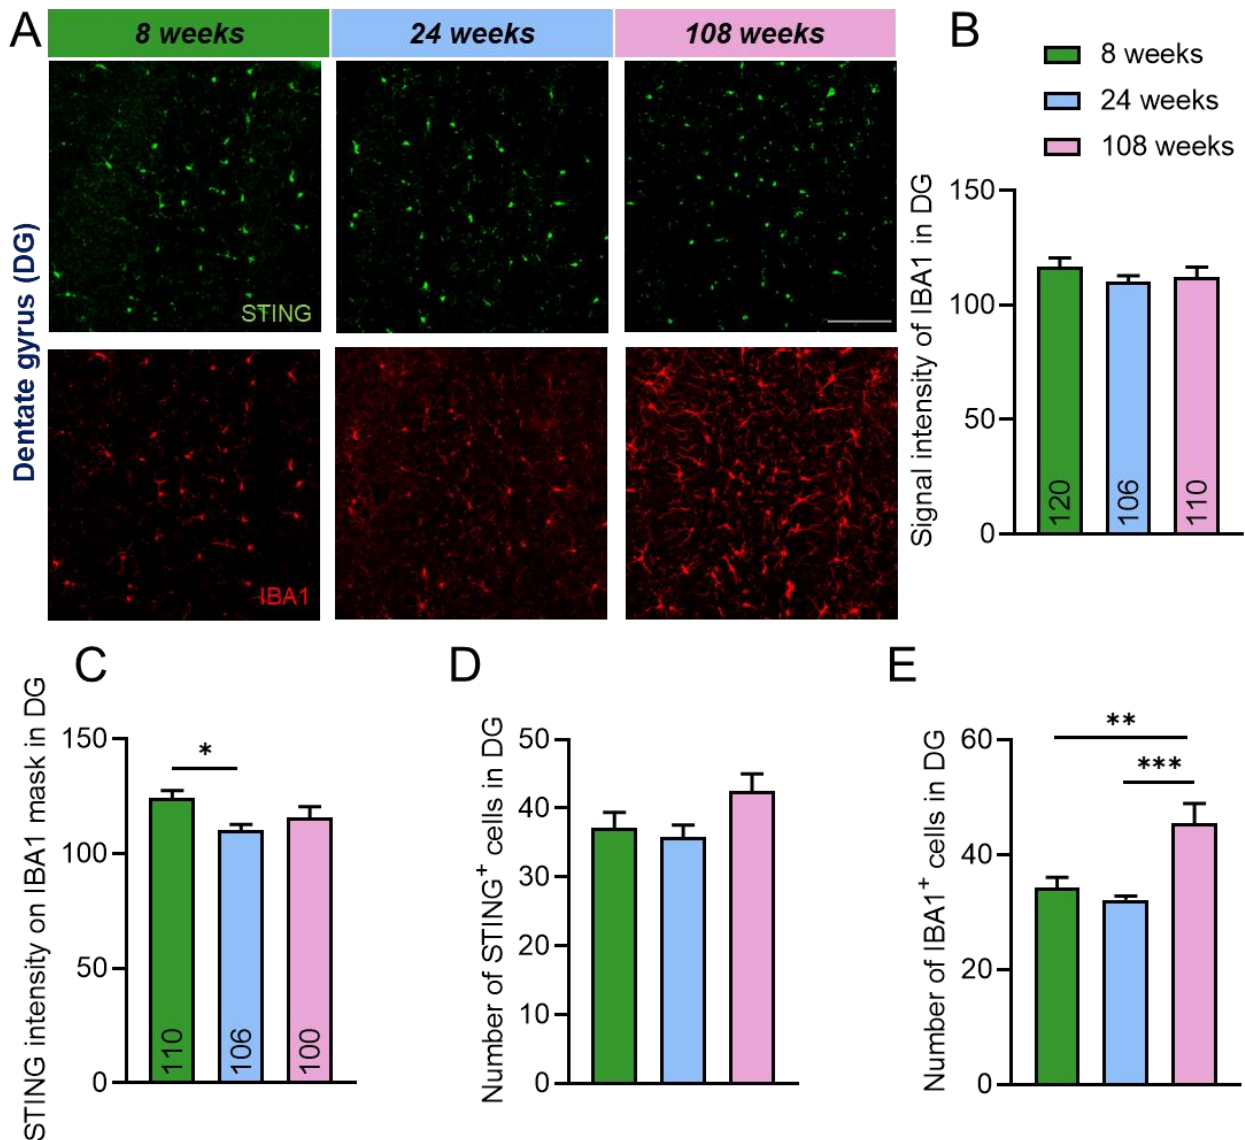 A
8 weeks
24 weeks
108 weeks
Dentate gyrus (DG)
STING
IBA1
B
8 weeks
24 weeks
108 weeks
Signal intensity of IBA1 in DG
150
100
50
0
120
106
110
C
STING intensity on IBA1 mask in DG
150
100
50
0
*
110
106
100
D
Number of STING⁺ cells in DG
50
40
30
20
10
0
E
Number of IBA1⁺ cells in DG
60
40
20
0
**
***